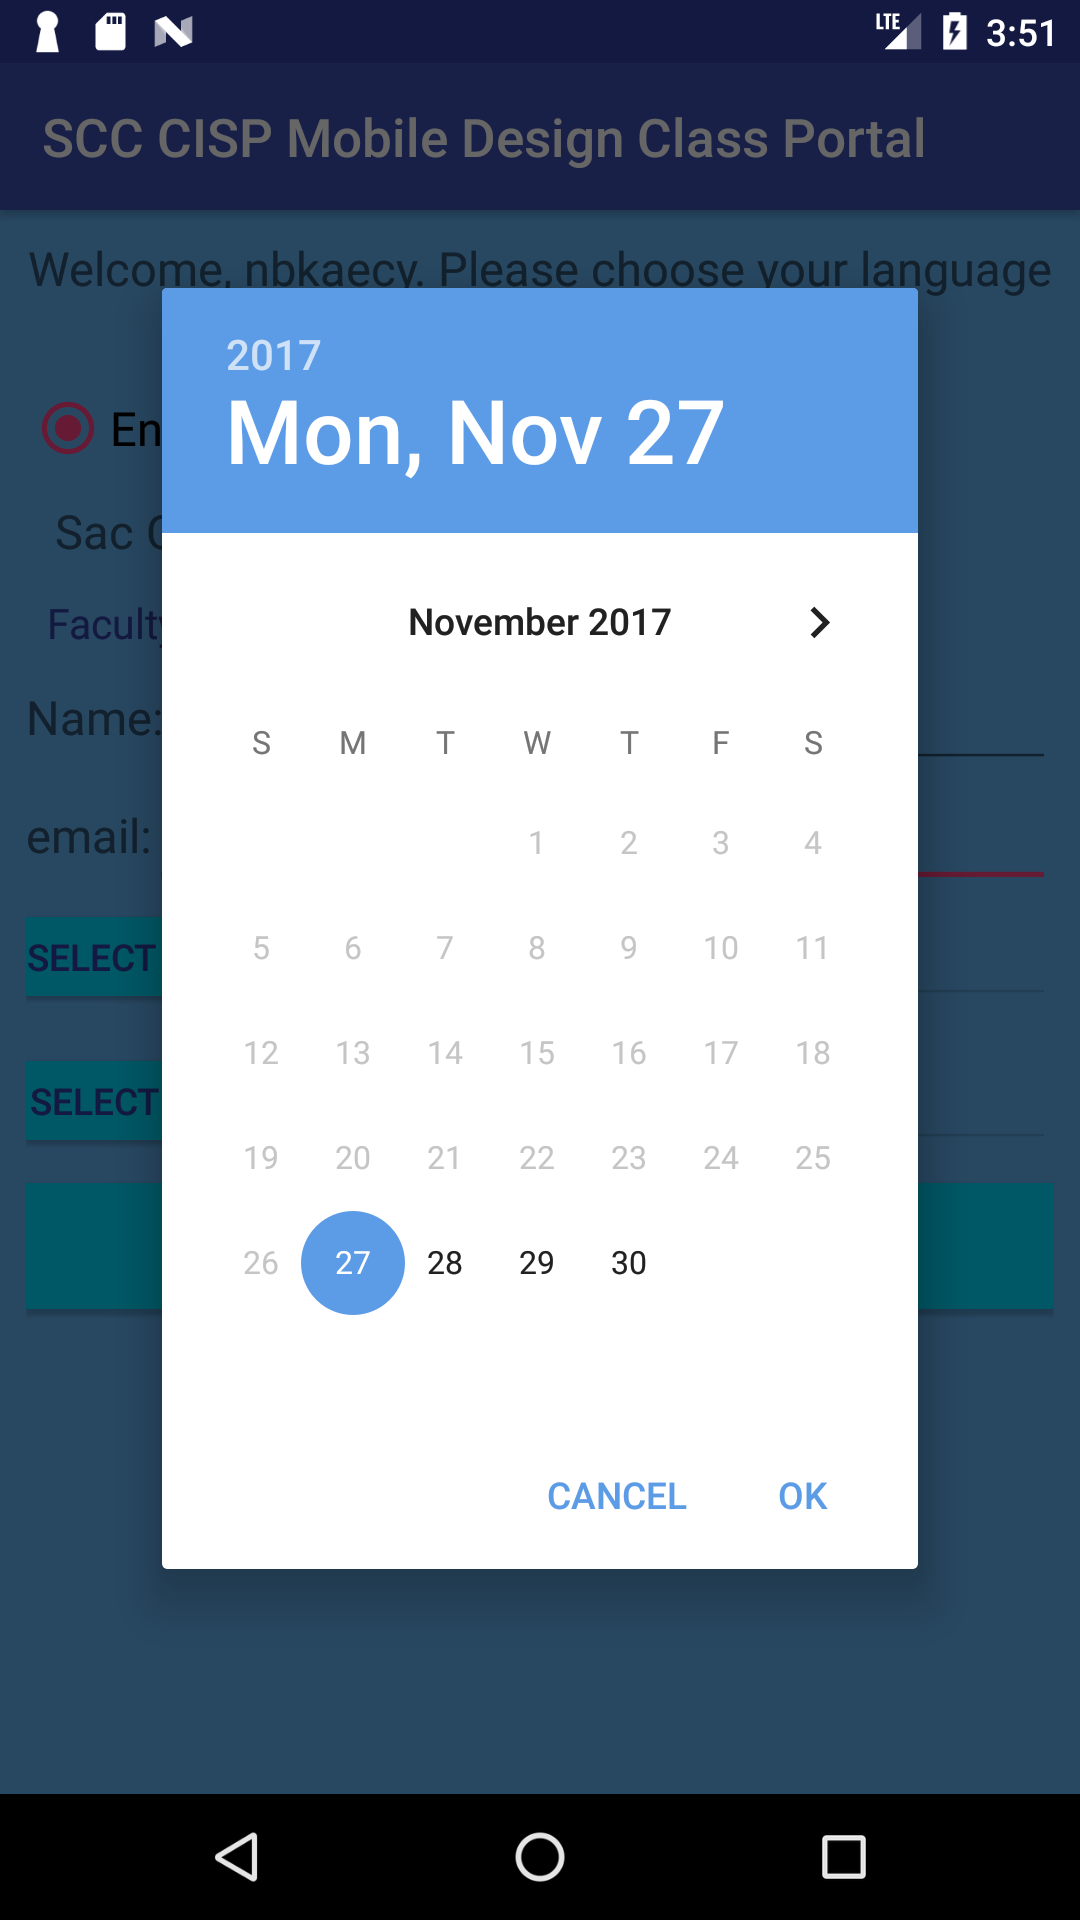 LTE 3:51
SCC CISP Mobile Design Class Portal
Welcome, nbkaecy. Please choose your language
2017
Mon, Nov 27
En
Sac
Faculty
November 2017
Name:
S M T W T F S
email:
1 2 3 4
5 6 7 8 9 10 11
SELECT
12 13 14 15 16 17 18
SELECT
19 20 21 22 23 24 25
26 27 28 29 30
CANCEL OK